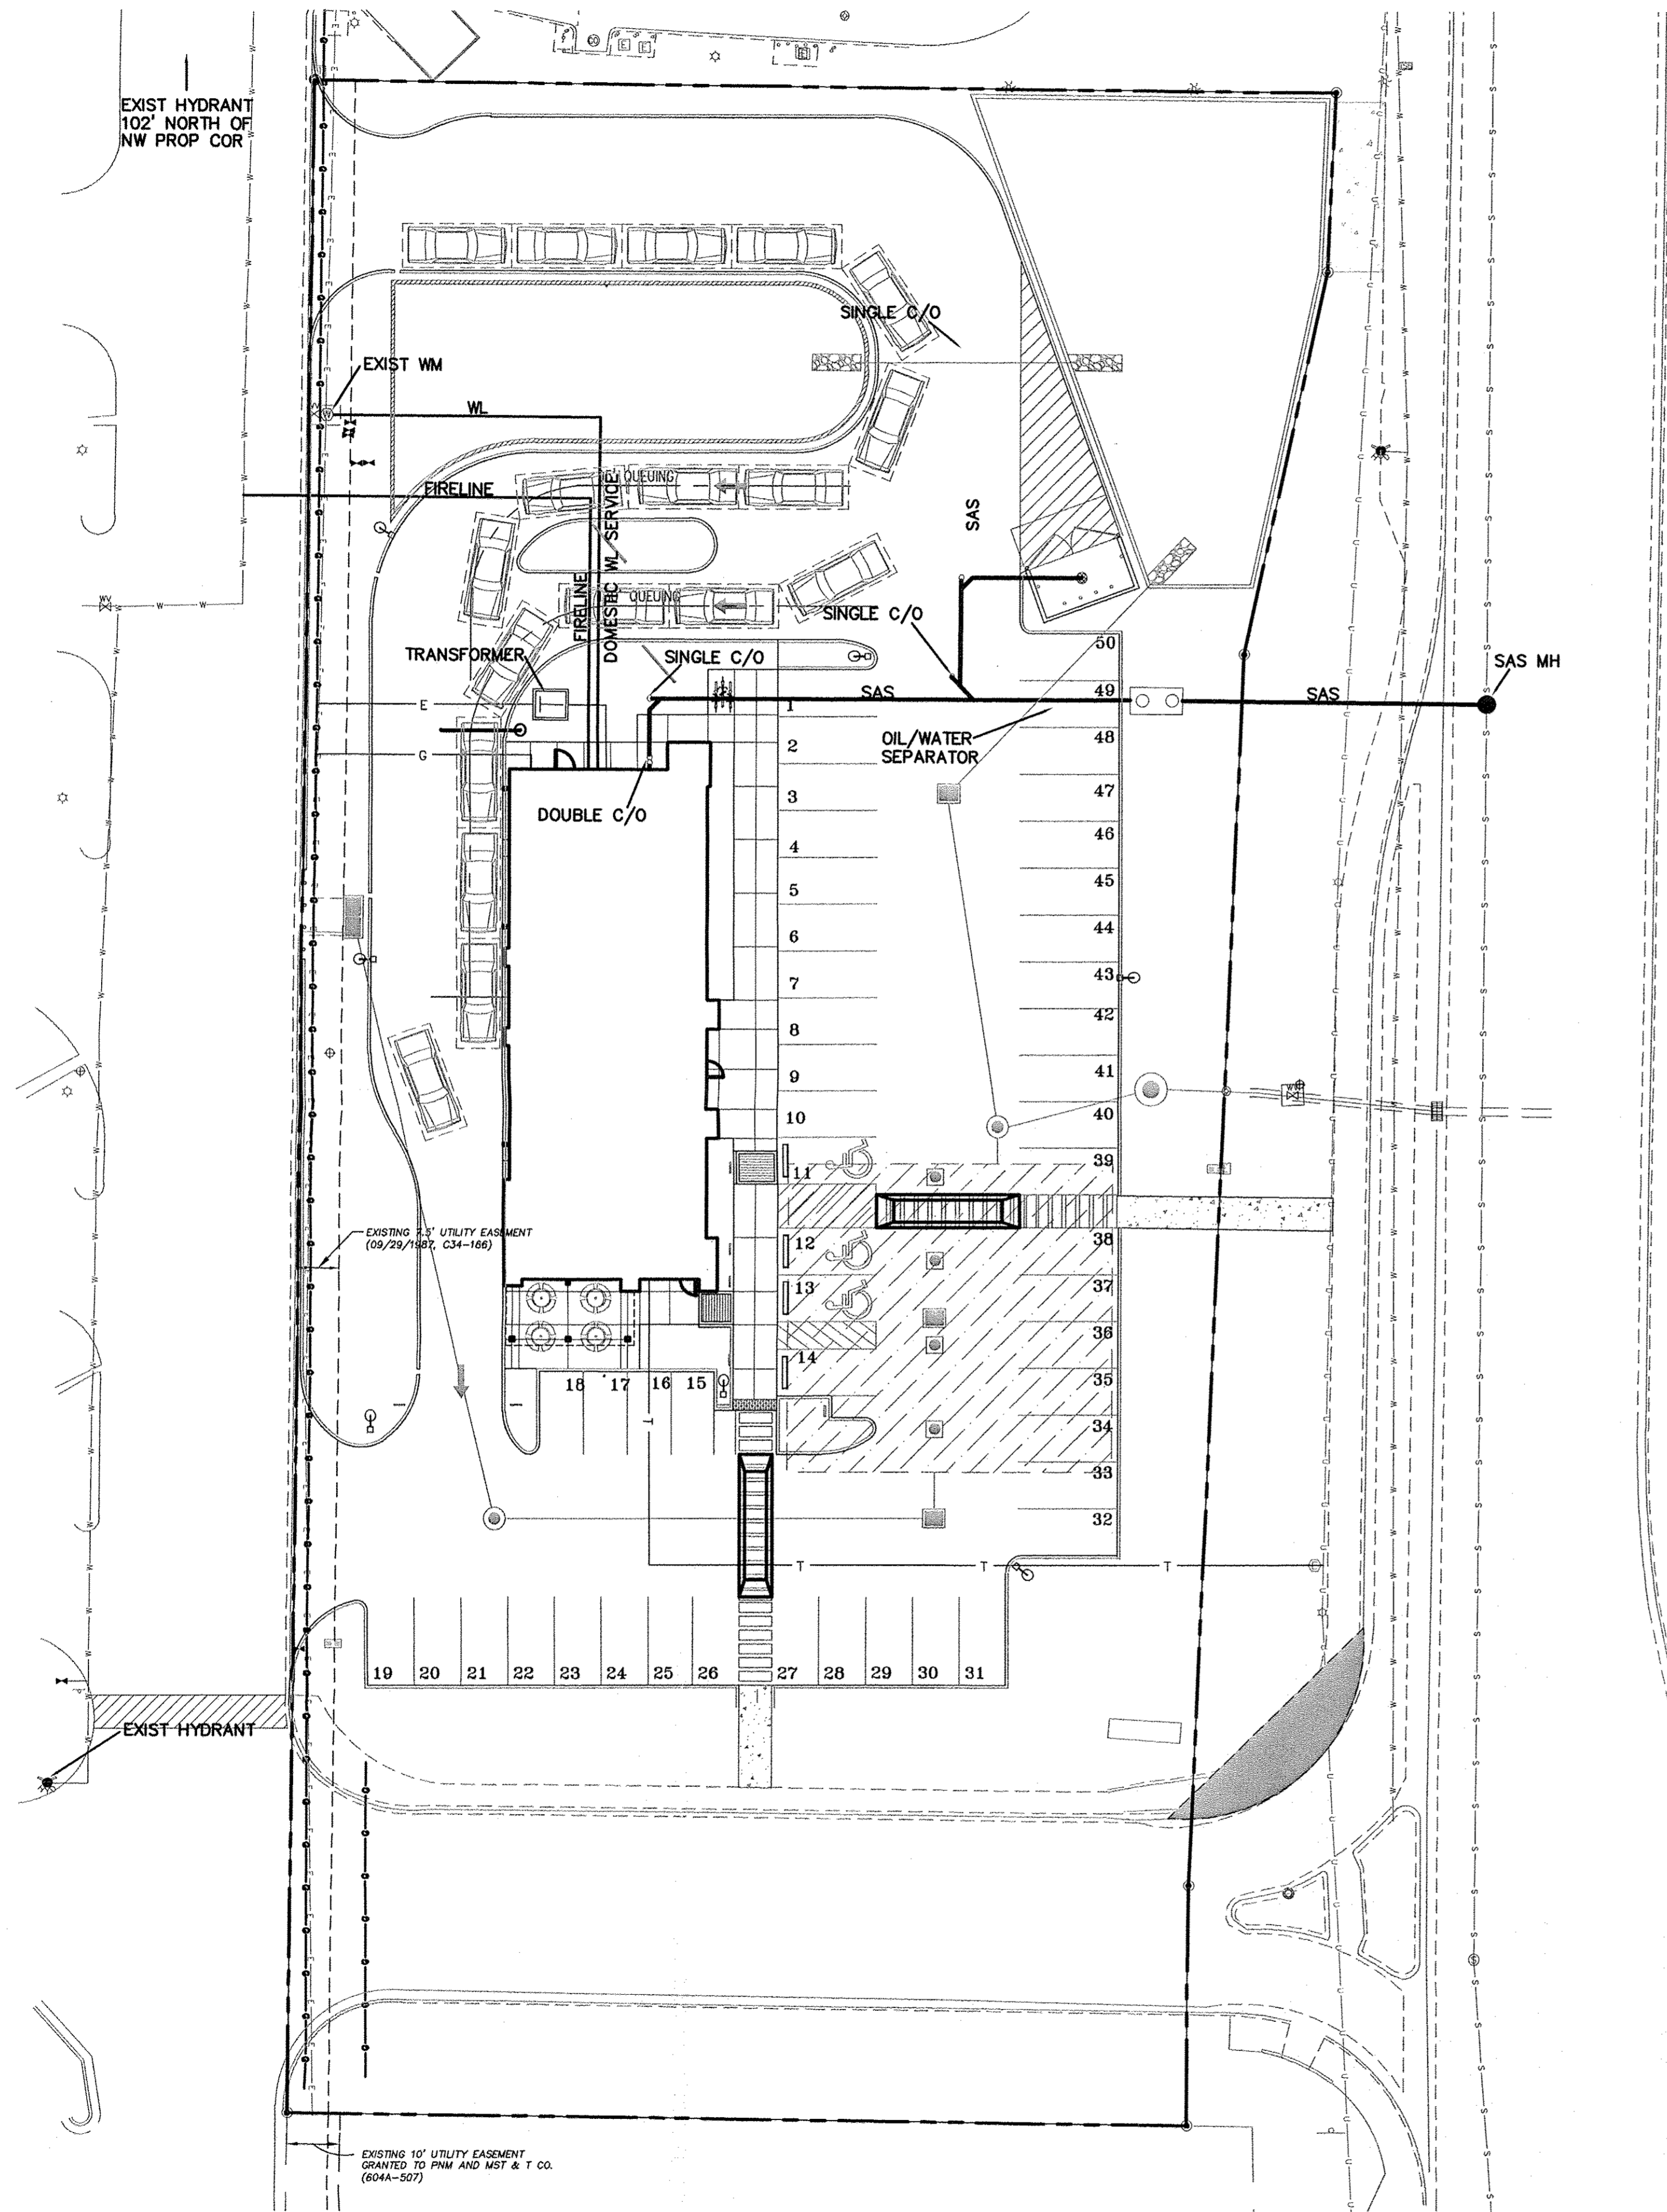 EXIST HYDRANT
102' NORTH OF
NW PROP COR
SINGLE C/O
EXIST WM
WL
QUEUING
FIRELINE
DOMESTIC WL SERVICE
SAS
FIRELINE
QUEUING
SINGLE C/O
50
TRANSFORMER
SINGLE C/O
SAS MH
49
SAS
SAS
E
1
OIL/WATER
SEPARATOR
48
2
G
47
3
DOUBLE C/O
46
4
45
5
44
6
43
7
42
8
41
9
40
10
39
11
EXISTING 7.5' UTILITY EASEMENT
(09/29/1987, C34-166)
12
38
13
37
36
14
35
18
17
16
15
34
T
33
32
T
T
T
19
20
21
22
23
24
25
26
27
28
29
30
31
EXIST HYDRANT
EXISTING 10' UTILITY EASEMENT
GRANTED TO PNM AND MST & T CO.
(604A-507)